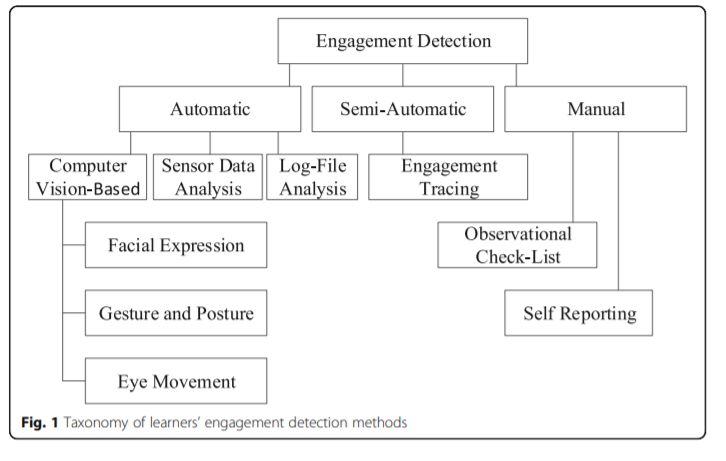 Engagement Detection
Automatic
Semi-Automatic
Manual
Computer
Vision-Based
Sensor Data
Analysis
Log-File
Analysis
Engagement
Tracing
Observational
Check-List
Facial Expression
Gesture and Posture
Self Reporting
Eye Movement
Fig. 1 Taxonomy of learners’ engagement detection methods